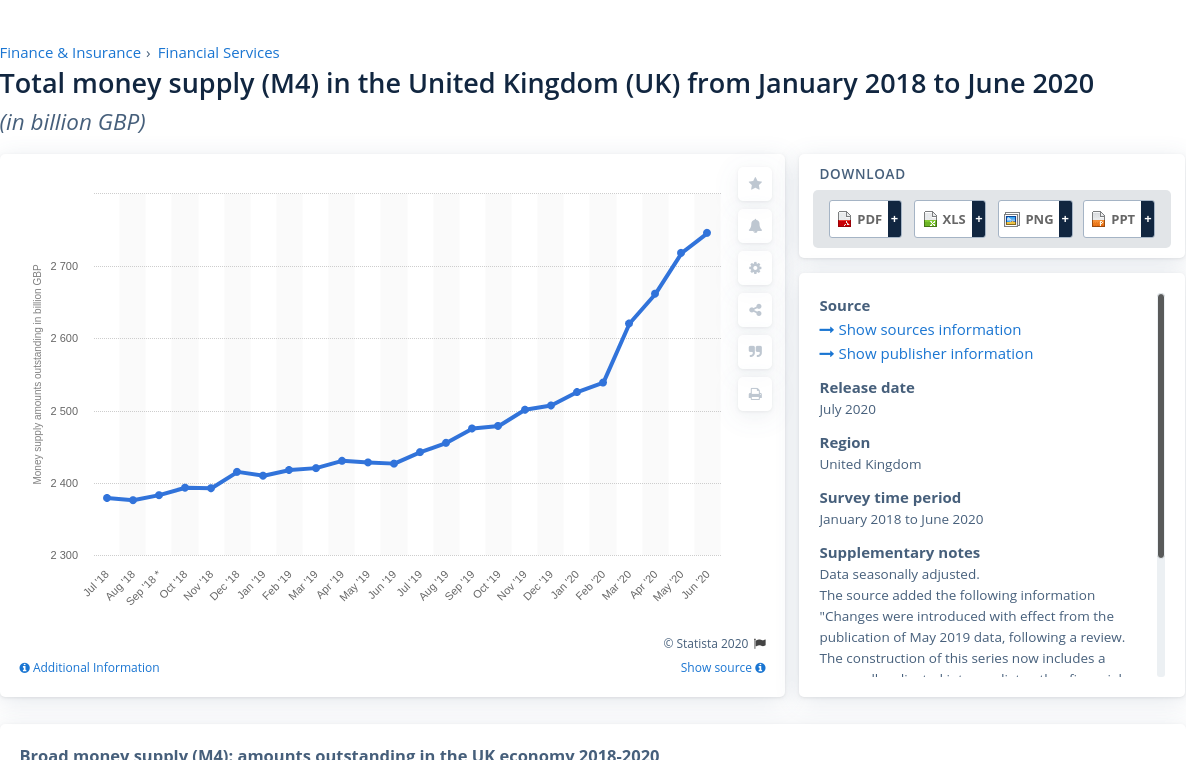 Finance & Insurance › Financial Services
Total money supply (M4) in the United Kingdom (UK) from January 2018 to June 2020
(in billion GBP)
DOWNLOAD
PDF + XLS + PNG + PPT +
Money supply amounts outstanding in billion GBP
2 700
2 600
2 500
2 400
2 300
Jul '18 Aug '18 Sep '18 * Oct '18 Nov '18 Dec '18 Jan '19 Feb '19 Mar '19 Apr '19 May '19 Jun '19 Jul '19 Aug '19 Sep '19 Oct '19 Nov '19 Dec '19 Jan '20 Feb '20 Mar '20 Apr '20 May '20 Jun '20
© Statista 2020
Additional Information
Show source
Source
Show sources information
Show publisher information
Release date
July 2020
Region
United Kingdom
Survey time period
January 2018 to June 2020
Supplementary notes
Data seasonally adjusted.
The source added the following information
"Changes were introduced with effect from the
publication of May 2019 data, following a review.
The construction of this series now includes a
Broad money supply (M4): amounts outstanding in the UK economy 2018-2020